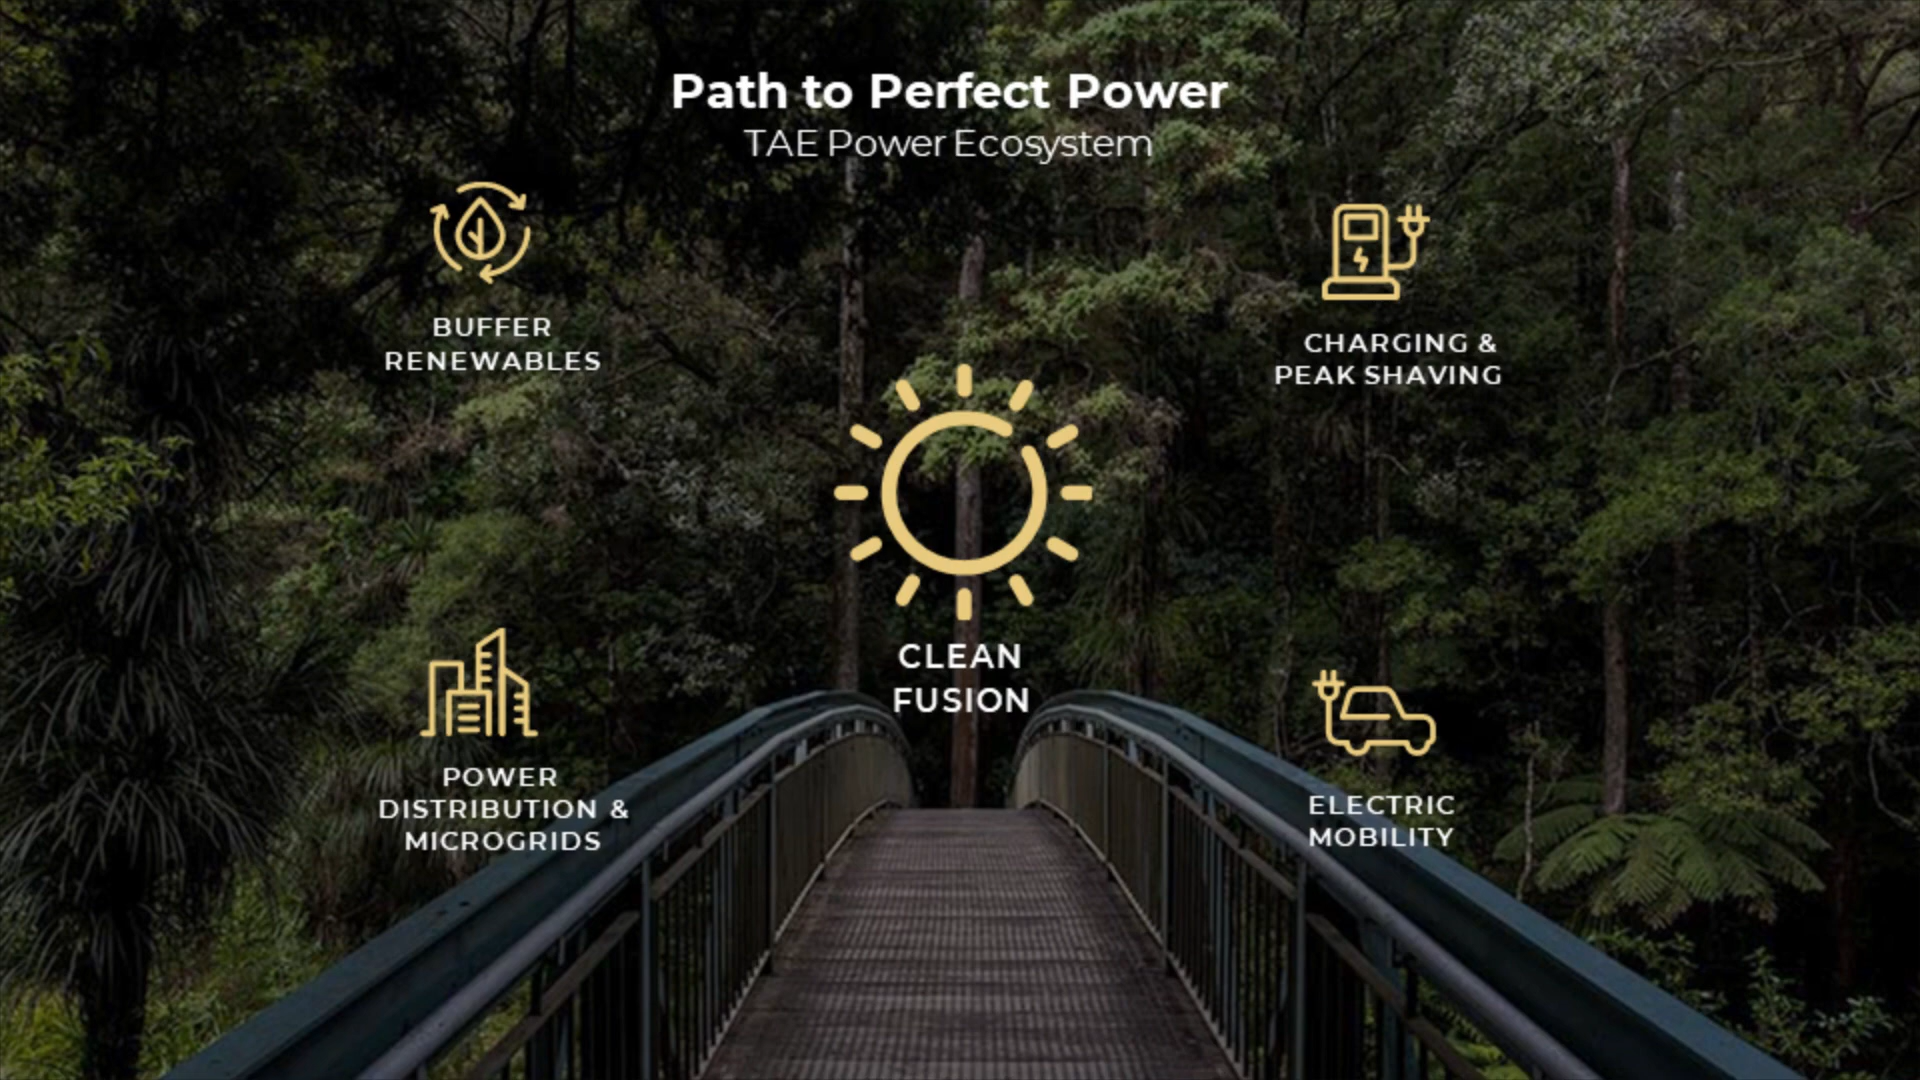 Path to Perfect Power
TAE Power Ecosystem
BUFFER
RENEWABLES
CHARGING &
PEAK SHAVING
CLEAN
FUSION
POWER
DISTRIBUTION &
MICROGRIDS
ELECTRIC
MOBILITY